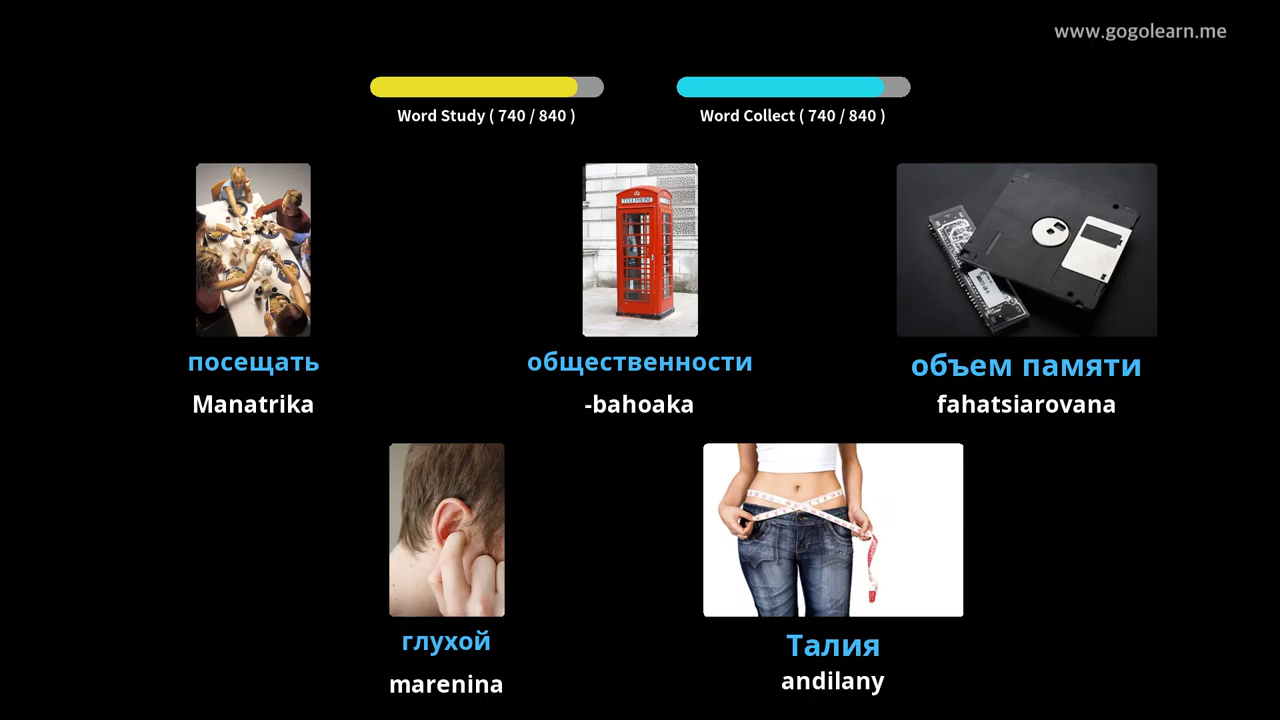 www.gogolearn.me
Word Study ( 740 / 840 )
Word Collect ( 740 / 840 )
TELEPHONE
посещать
общественности
объем памяти
Manatrika
-bahoaka
fahatsiarovana
глухой
Талия
marenina
andilany